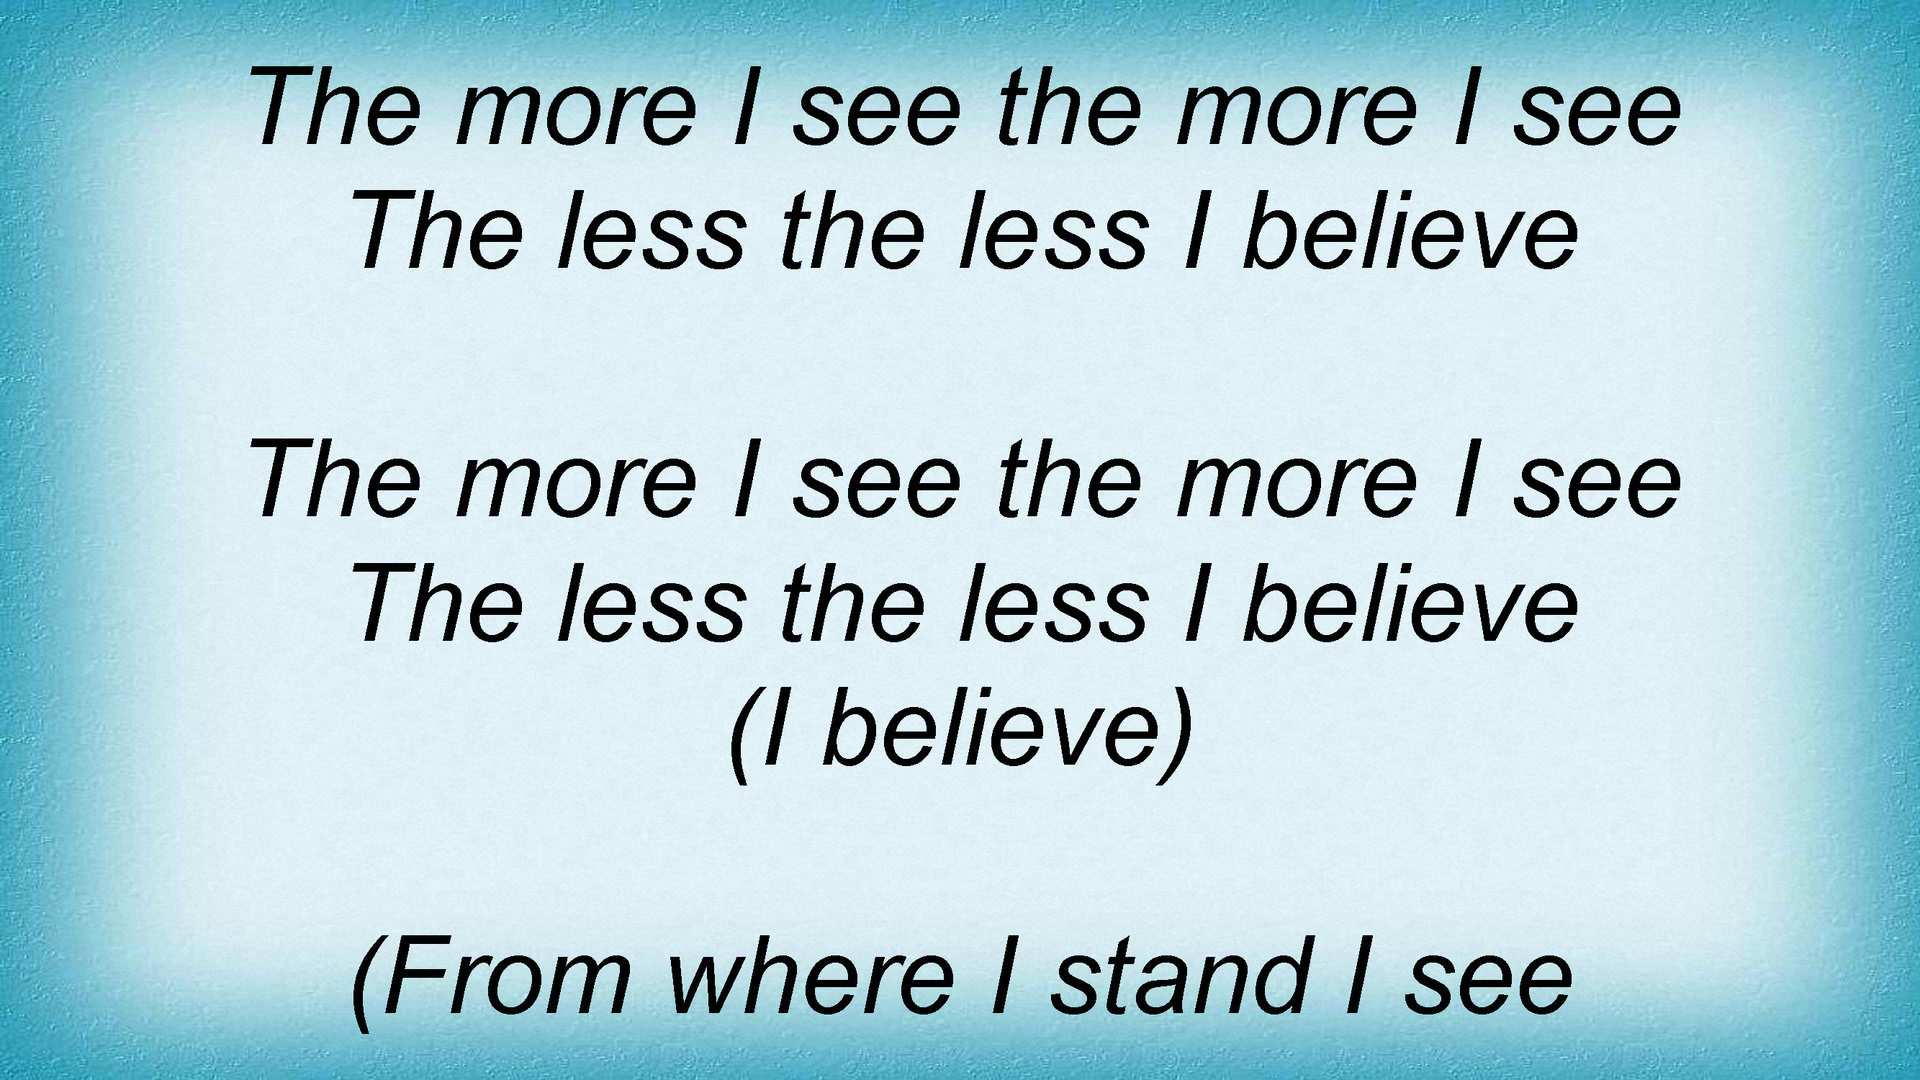 The more I see the more I see
The less the less I believe
The more I see the more I see
The less the less I believe
(I believe)
(From where I stand I see